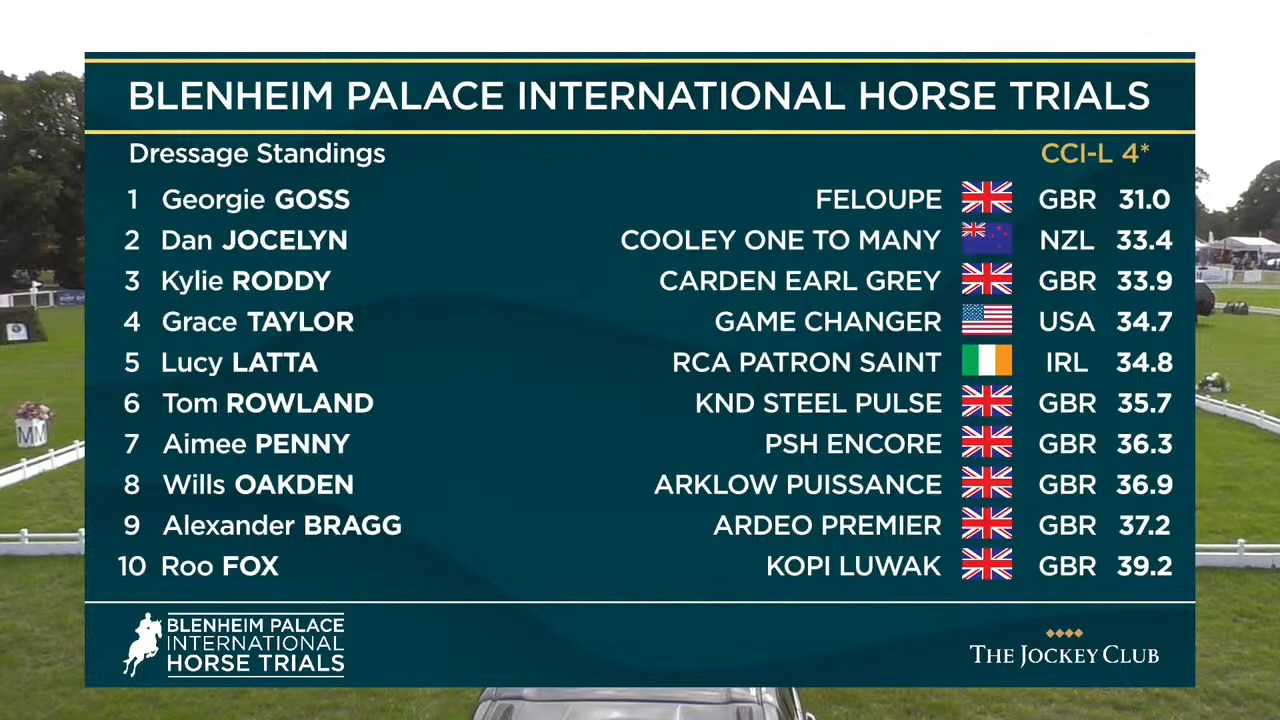 BLENHEIM PALACE INTERNATIONAL HORSE TRIALS
Dressage Standings CCI-L 4*
1 Georgie GOSS FELOUPE GBR 31.0
2 Dan JOCELYN COOLEY ONE TO MANY NZL 33.4
3 Kylie RODDY CARDEN EARL GREY GBR 33.9
4 Grace TAYLOR GAME CHANGER USA 34.7
5 Lucy LATTA RCA PATRON SAINT IRL 34.8
6 Tom ROWLAND KND STEEL PULSE GBR 35.7
7 Aimee PENNY PSH ENCORE GBR 36.3
8 Wills OAKDEN ARKLOW PUISSANCE GBR 36.9
9 Alexander BRAGG ARDEO PREMIER GBR 37.2
10 Roo FOX KOPI LUWAK GBR 39.2
BLENHEIM PALACE
INTERNATIONAL
HORSE TRIALS
THE JOCKEY CLUB
M